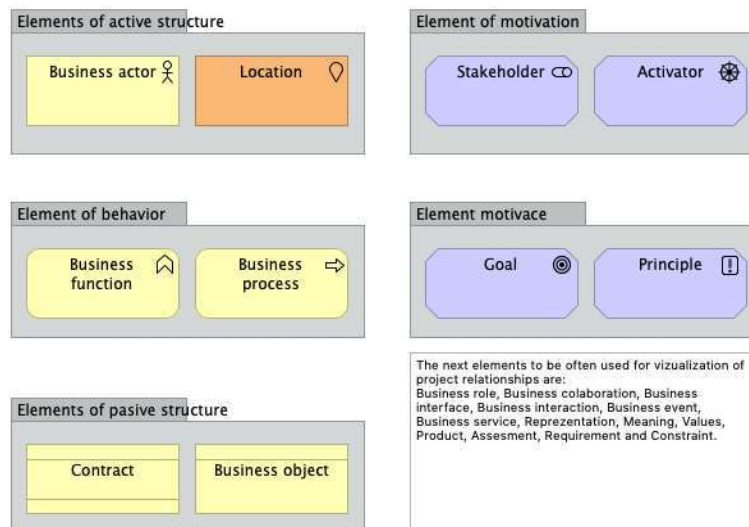 Elements of active structure
Business actor
Location
Element of motivation
Stakeholder
Activator
Element of behavior
Business
function
Business
process
Element motivace
Goal
Principle
Elements of pasive structure
Contract
Business object
The next elements to be often used for vizualization of
project relationships are:
Business role, Business colaboration, Business
interface, Business interaction, Business event,
Business service, Reprezentation, Meaning, Values,
Product, Assesment, Requirement and Constraint.